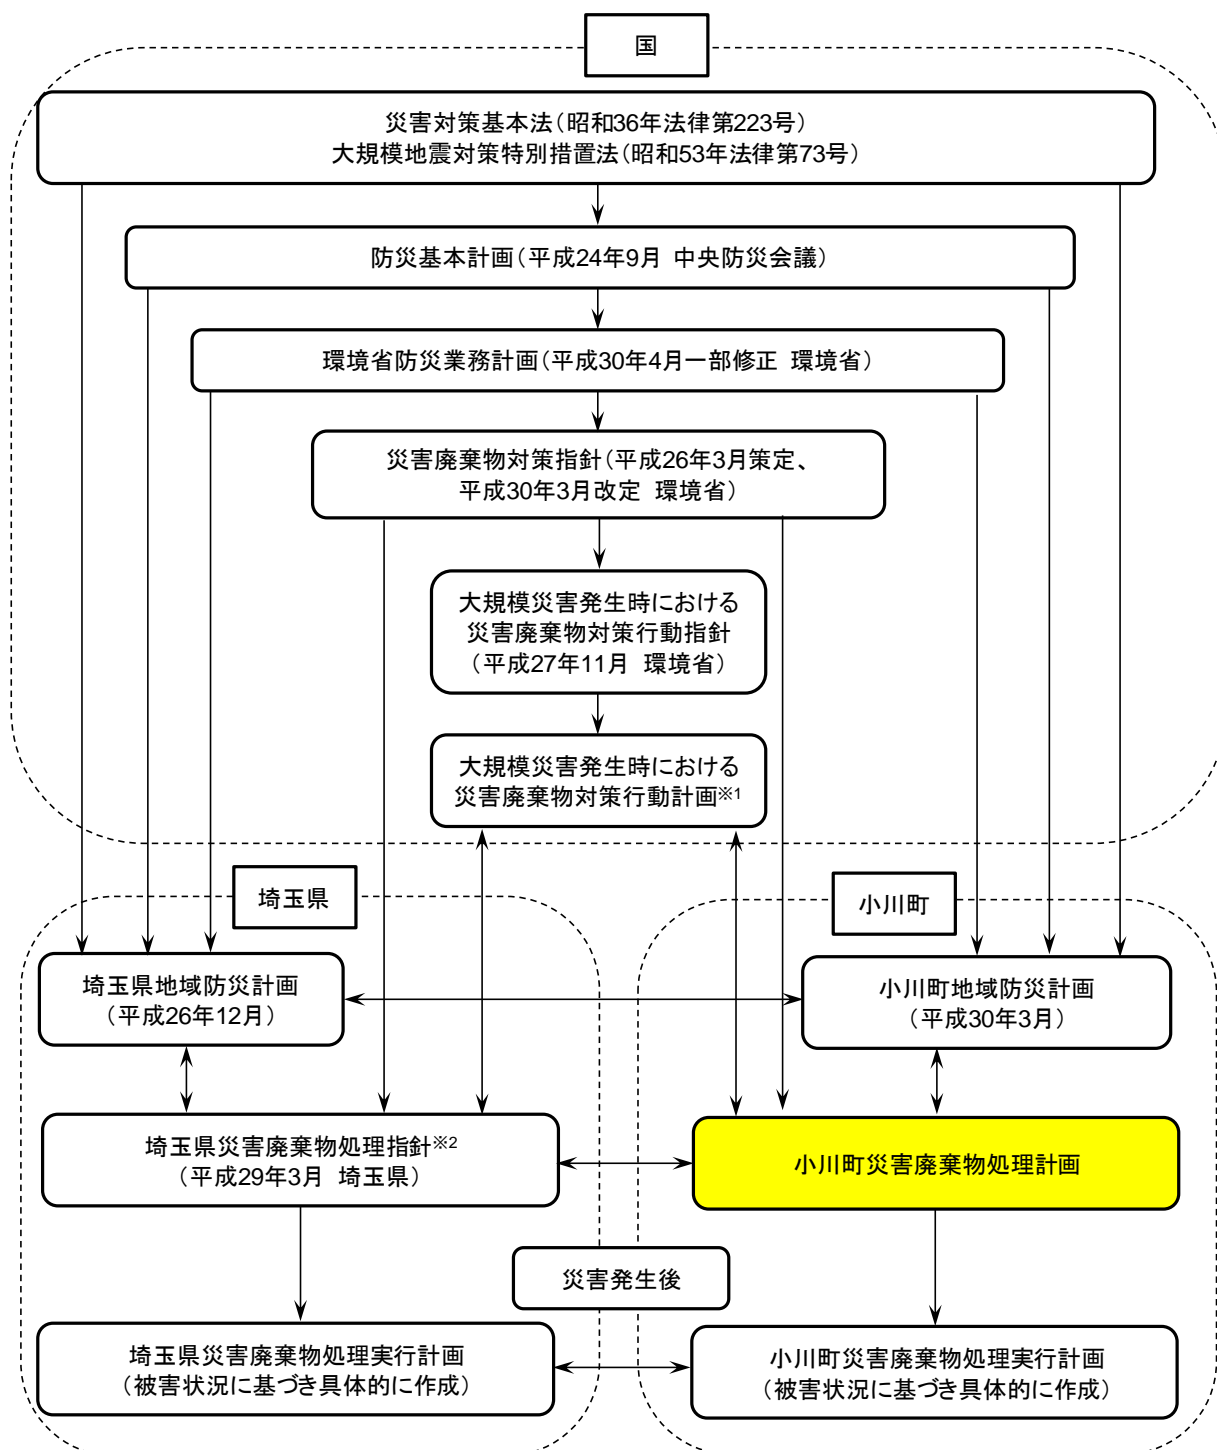 国
災害対策基本法（昭和36年法律第223号）
大規模地震対策特別措置法（昭和53年法律第73号）
防災基本計画（平成24年9月 中央防災会議）
環境省防災業務計画（平成30年4月一部修正 環境省）
災害廃棄物対策指針（平成26年3月策定、
平成30年3月改定 環境省）
大規模災害発生時における
災害廃棄物対策行動指針
（平成27年11月 環境省）
大規模災害発生時における
災害廃棄物対策行動計画※1
埼玉県
小川町
埼玉県地域防災計画
（平成26年12月）
小川町地域防災計画
（平成30年3月）
埼玉県災害廃棄物処理指針※2
（平成29年3月 埼玉県）
小川町災害廃棄物処理計画
災害発生後
埼玉県災害廃棄物処理実行計画
（被害状況に基づき具体的に作成）
小川町災害廃棄物処理実行計画
（被害状況に基づき具体的に作成）